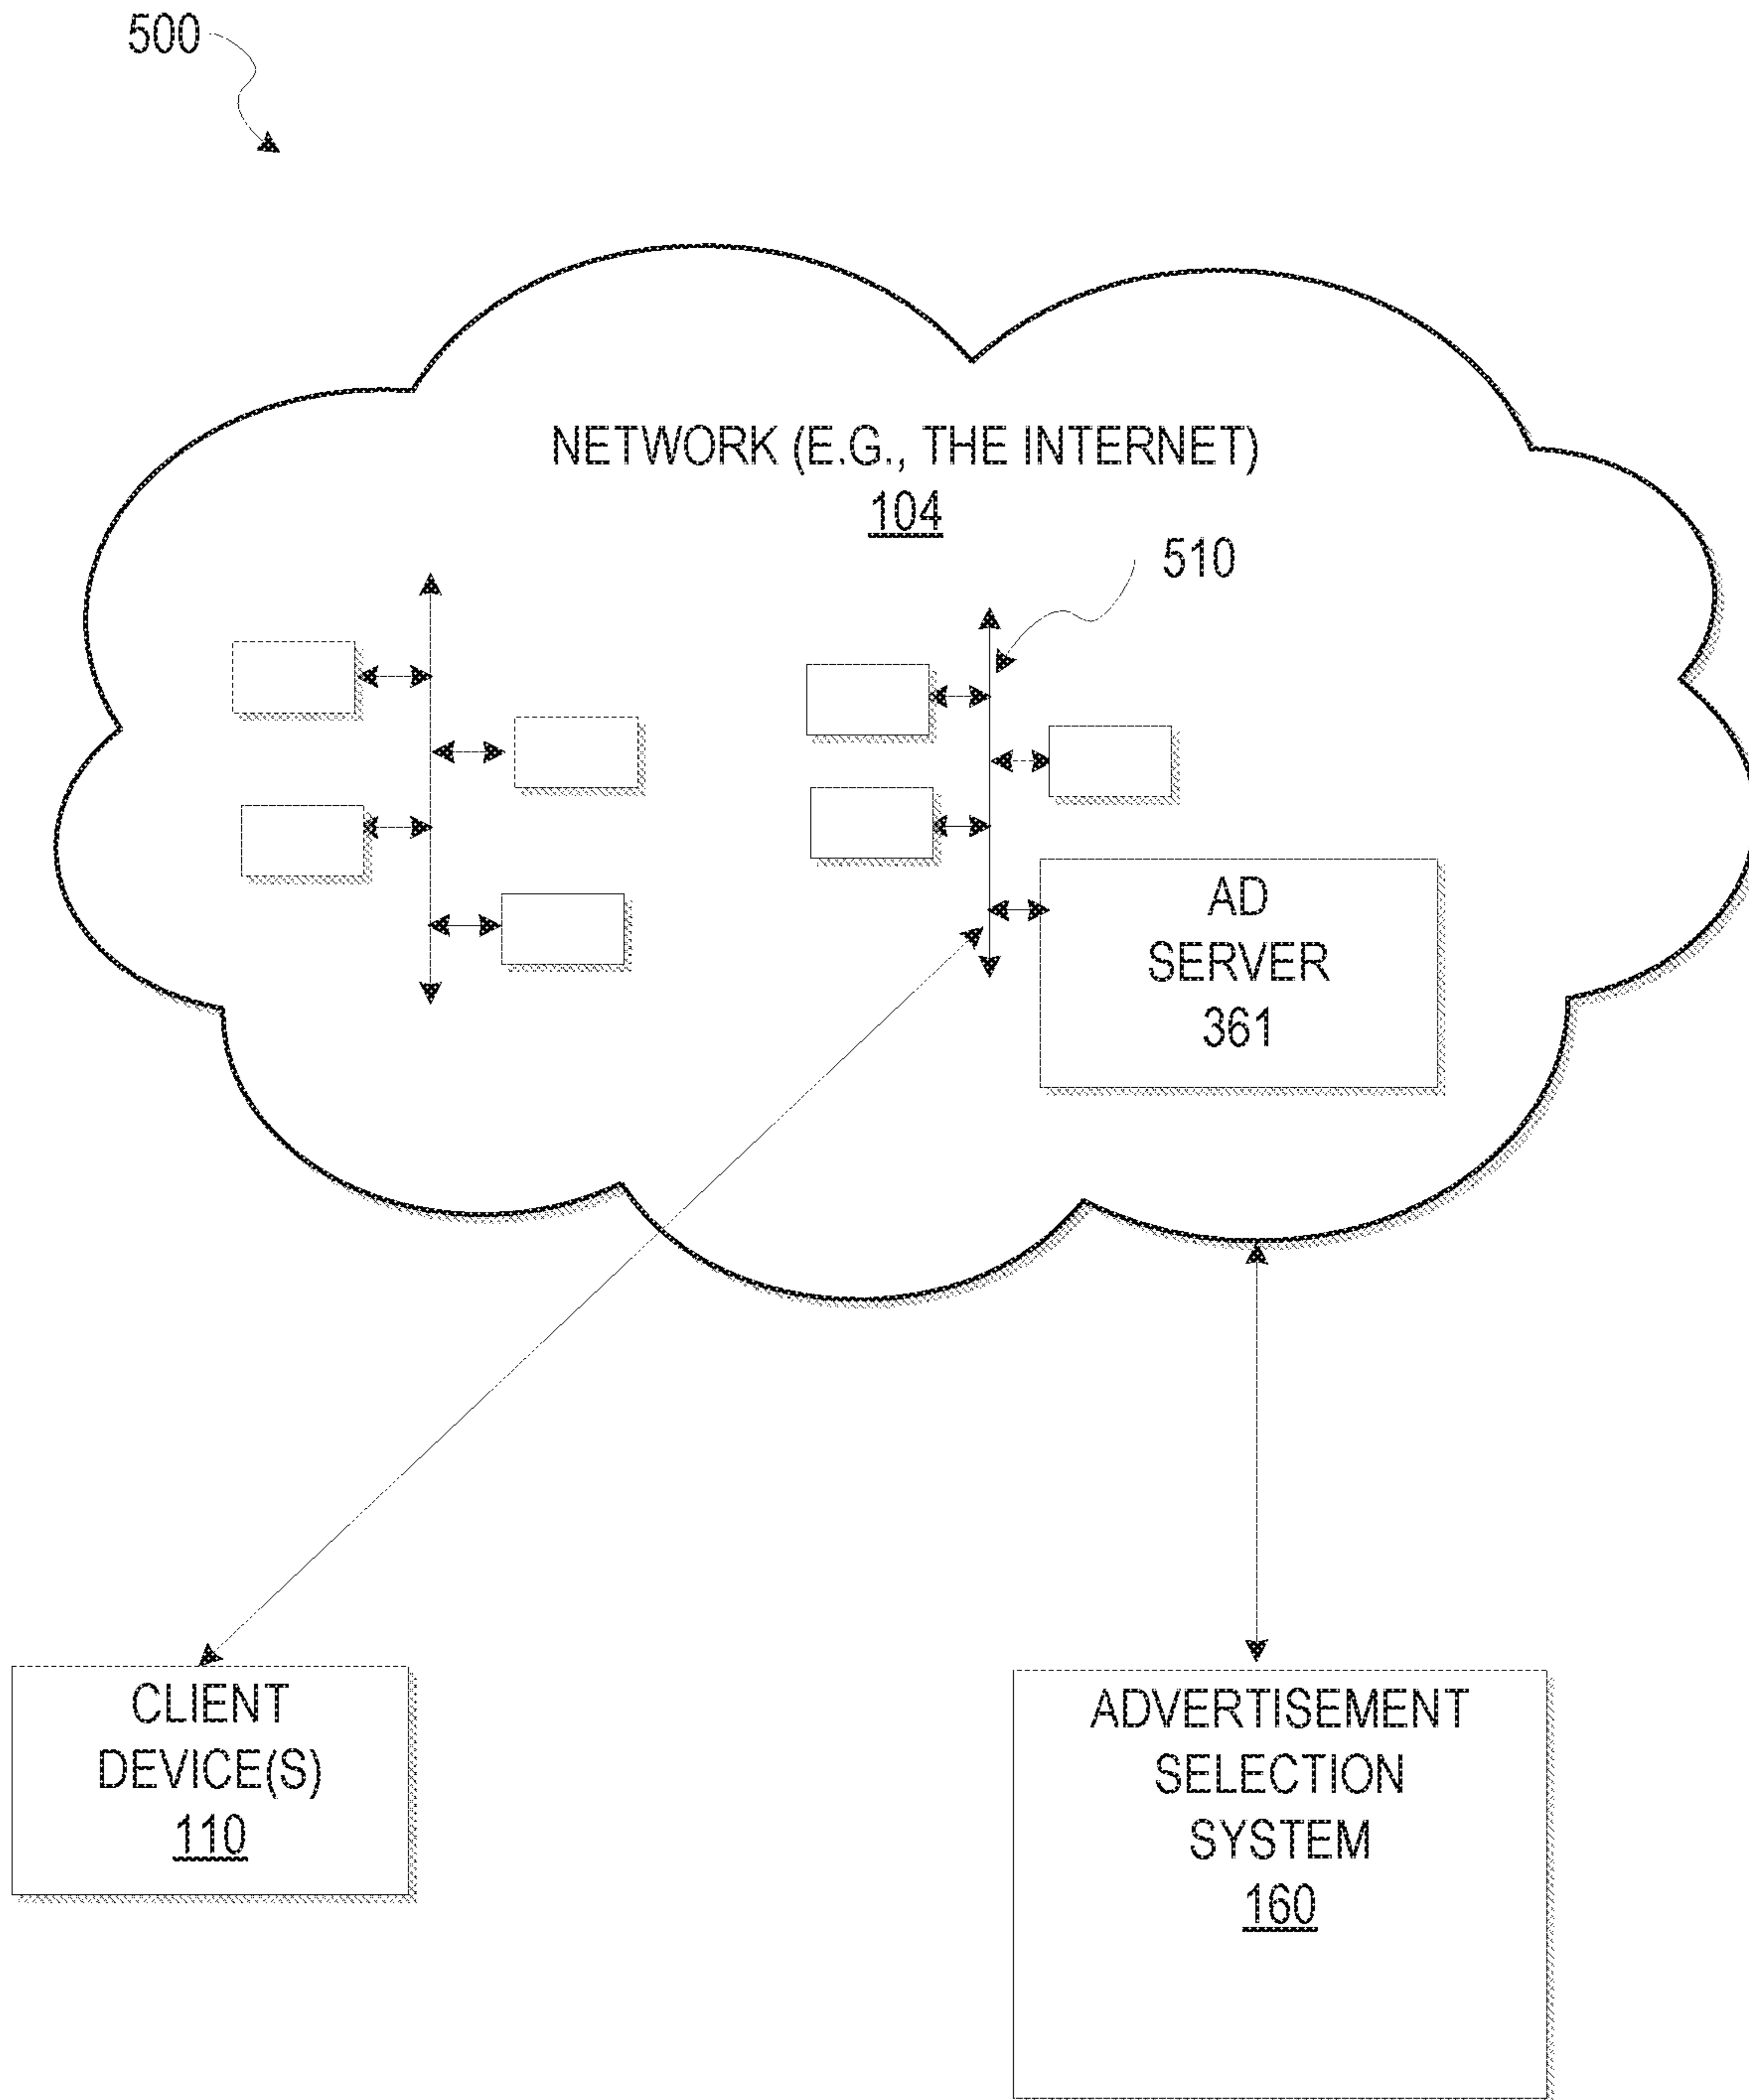 500
NETWORK (E.G., THE INTERNET)
104
510
AD
SERVER
361
CLIENT
DEVICE(S)
110
ADVERTISEMENT
SELECTION
SYSTEM
160